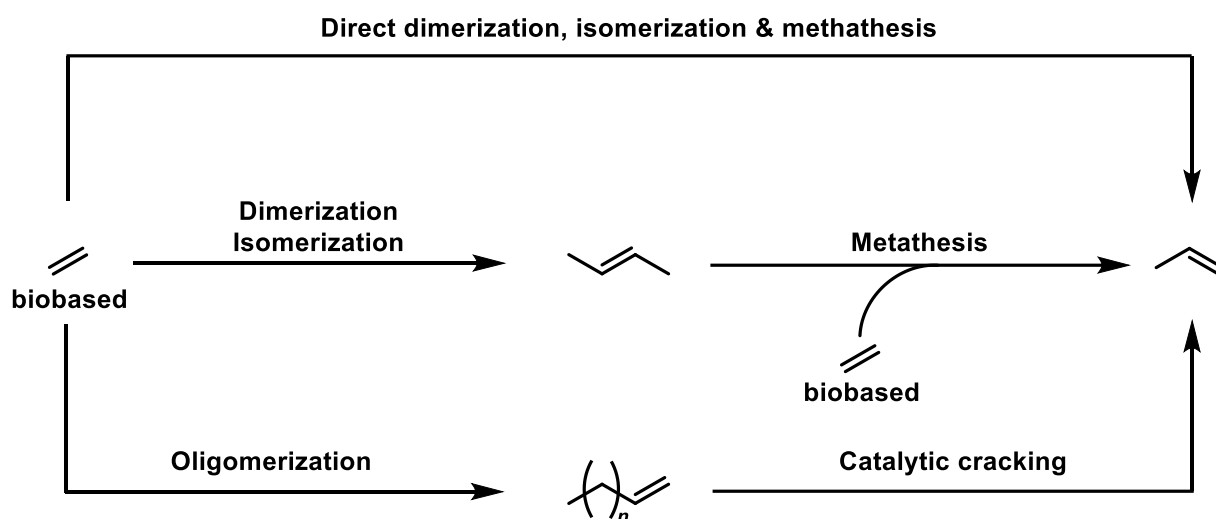 Direct dimerization, isomerization & methathesis
Dimerization
Isomerization
Metathesis
biobased
biobased
Oligomerization
Catalytic cracking
n